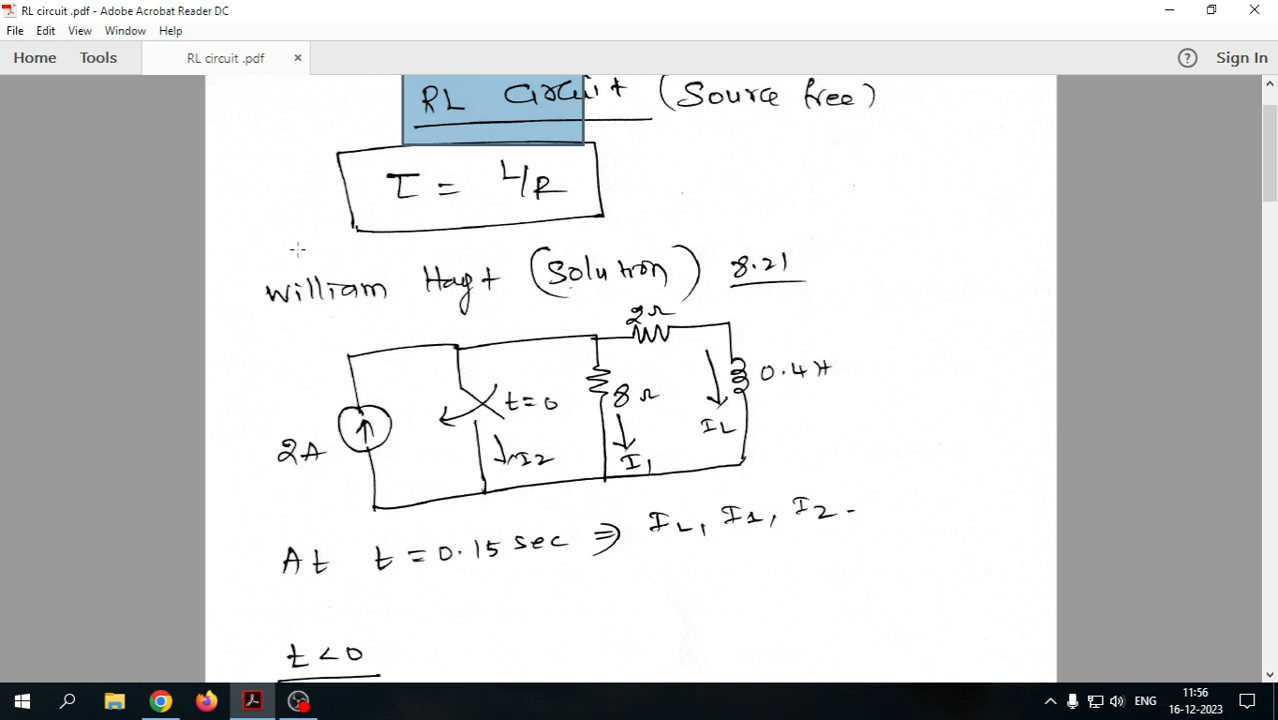 RL circuit .pdf - Adobe Acrobat Reader DC
File Edit View Window Help
Home Tools RL circuit .pdf × ? Sign In
RL Circuit (Source free)
τ = L/R
William Hayt (Solution) 8.21
2Ω
0.4H
t=0
8Ω
IL
2A
I2
I1
At t = 0.15 sec ⇒ IL, I1, I2.
t<0
ENG
11:56
16-12-2023